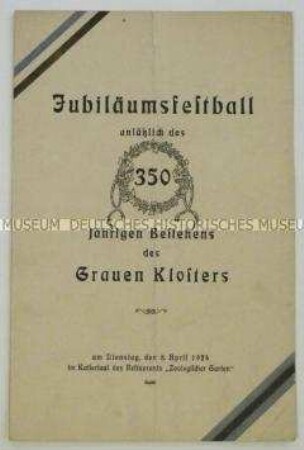 Jubiläumsfestball
anläßlich des
350
MUSEUM DEUTSCHES HISTORISCHES MUSEUM
jährigen Bestehens
des
Grauen Klosters
am Dienstag, den 8. April 1924
im Kaisersaal des Restaurants „Zoologischer Garten“